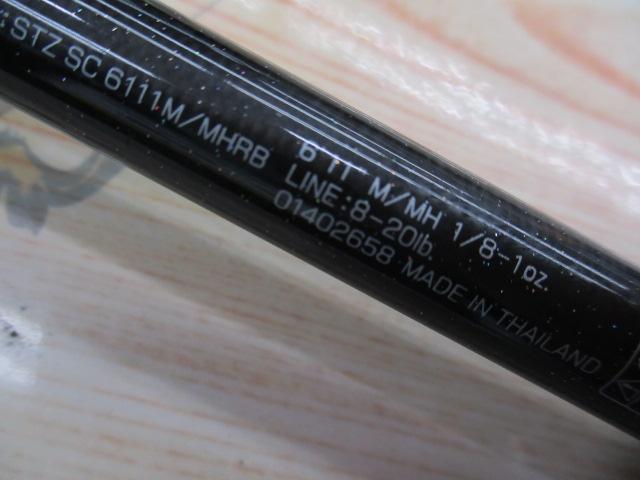 STZ SC 6111M/MHRB
6'11" M/MH 1/8-1oz.
LINE:8-20lb.
01402658 MADE IN THAILAND